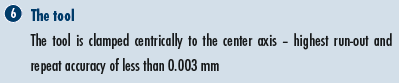 6 The tool
The tool is clamped centrically to the center axis – highest run-out and
repeat accuracy of less than 0.003 mm